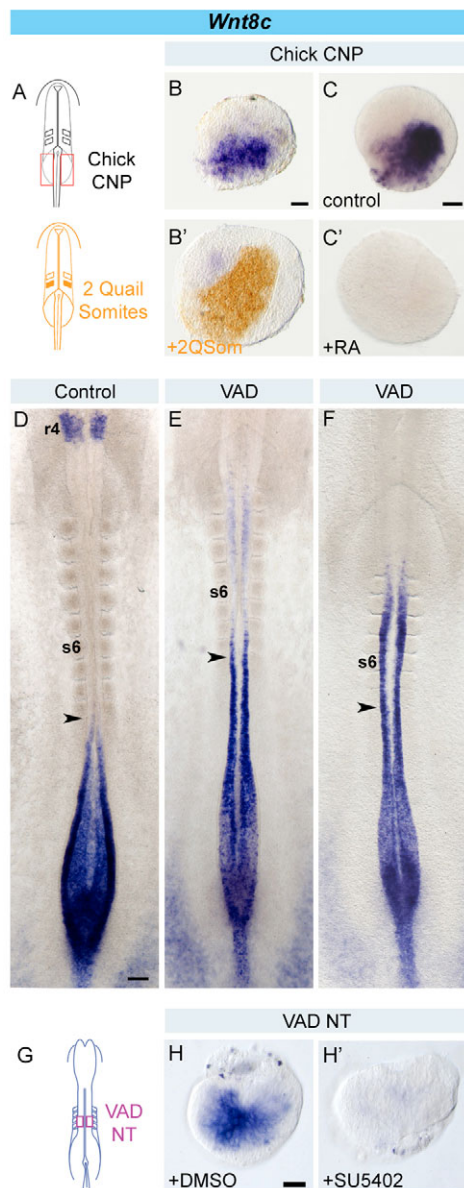 Wnt8c
Chick CNP
A
B
C
Chick
CNP
control
B'
C'
2 Quail
Somites
+2QSom
+RA
Control
VAD
VAD
D
E
F
r4
s6
s6
s6
VAD NT
G
H
H'
VAD
NT
+DMSO
+SU5402